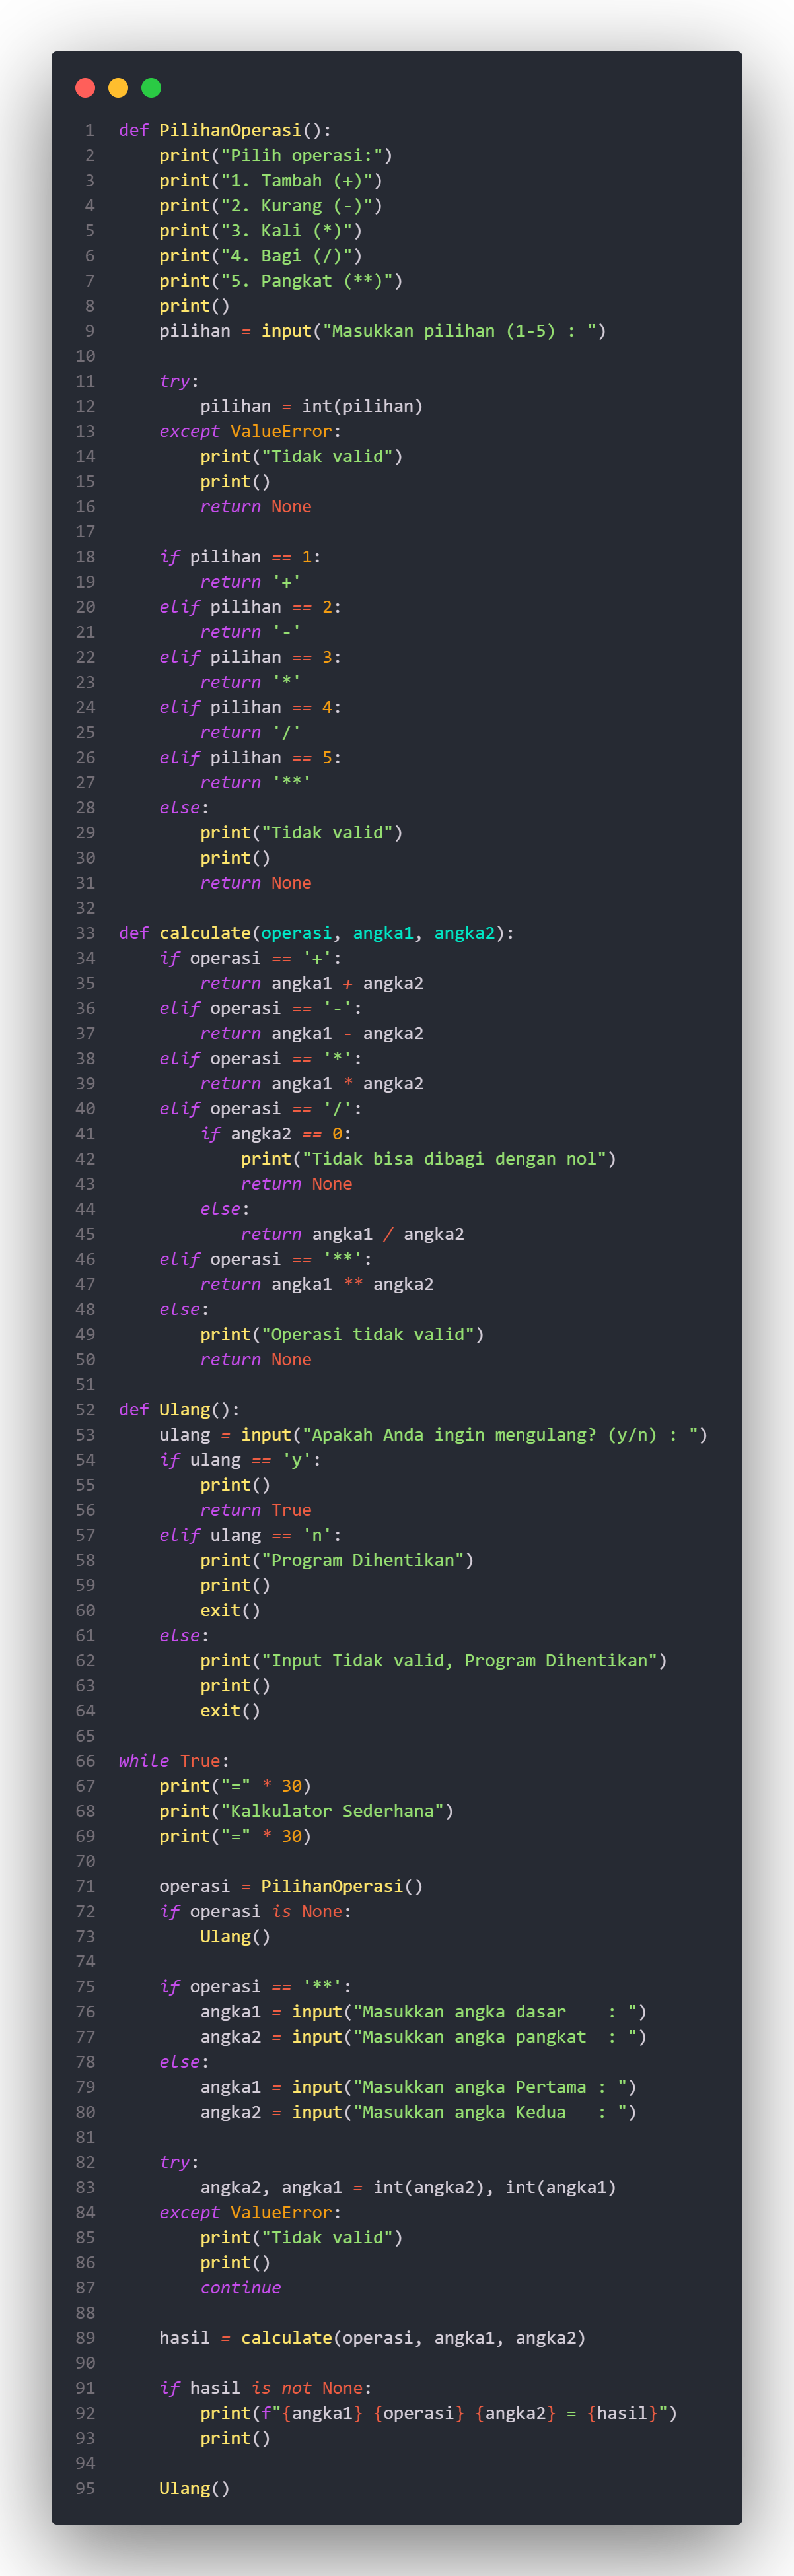 1 def PilihanOperasi():
2     print("Pilih operasi:")
3     print("1. Tambah (+)")
4     print("2. Kurang (-)")
5     print("3. Kali (*)")
6     print("4. Bagi (/)")
7     print("5. Pangkat (**)")
8     print()
9     pilihan = input("Masukkan pilihan (1-5) : ")
10
11     try:
12         pilihan = int(pilihan)
13     except ValueError:
14         print("Tidak valid")
15         print()
16         return None
17
18     if pilihan == 1:
19         return '+'
20     elif pilihan == 2:
21         return '-'
22     elif pilihan == 3:
23         return '*'
24     elif pilihan == 4:
25         return '/'
26     elif pilihan == 5:
27         return '**'
28     else:
29         print("Tidak valid")
30         print()
31         return None
32
33 def calculate(operasi, angka1, angka2):
34     if operasi == '+':
35         return angka1 + angka2
36     elif operasi == '-':
37         return angka1 - angka2
38     elif operasi == '*':
39         return angka1 * angka2
40     elif operasi == '/':
41         if angka2 == 0:
42             print("Tidak bisa dibagi dengan nol")
43             return None
44         else:
45             return angka1 / angka2
46     elif operasi == '**':
47         return angka1 ** angka2
48     else:
49         print("Operasi tidak valid")
50         return None
51
52 def Ulang():
53     ulang = input("Apakah Anda ingin mengulang? (y/n) : ")
54     if ulang == 'y':
55         print()
56         return True
57     elif ulang == 'n':
58         print("Program Dihentikan")
59         print()
60         exit()
61     else:
62         print("Input Tidak valid, Program Dihentikan")
63         print()
64         exit()
65
66 while True:
67     print("=" * 30)
68     print("Kalkulator Sederhana")
69     print("=" * 30)
70
71     operasi = PilihanOperasi()
72     if operasi is None:
73         Ulang()
74
75     if operasi == '**':
76         angka1 = input("Masukkan angka dasar    : ")
77         angka2 = input("Masukkan angka pangkat  : ")
78     else:
79         angka1 = input("Masukkan angka Pertama : ")
80         angka2 = input("Masukkan angka Kedua   : ")
81
82     try:
83         angka2, angka1 = int(angka2), int(angka1)
84     except ValueError:
85         print("Tidak valid")
86         print()
87         continue
88
89     hasil = calculate(operasi, angka1, angka2)
90
91     if hasil is not None:
92         print(f"{angka1} {operasi} {angka2} = {hasil}")
93         print()
94
95     Ulang()